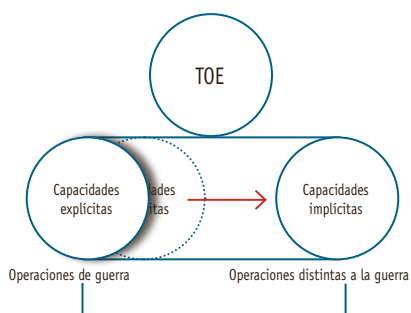 TOE
Capacidades
explícitas
Capacidades
implícitas
Operaciones de guerra
Operaciones distintas a la guerra